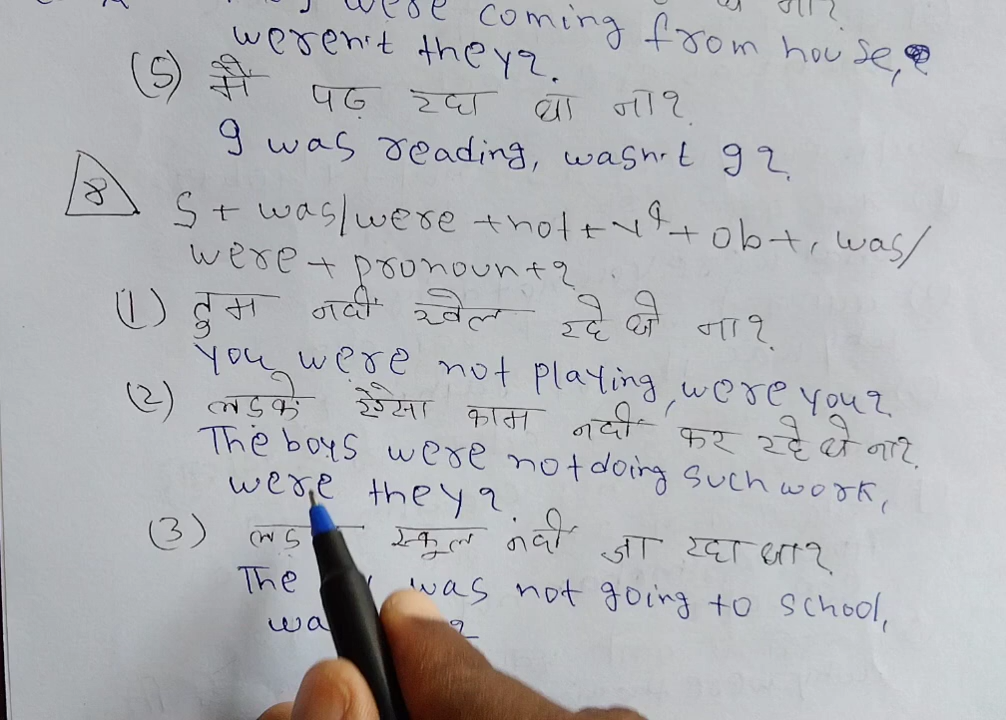 were coming from house,
weren't they?
(5) मैं पढ़ रहा था ना?
I was reading, wasn't I?
8 S + was/were + not + v4 + ob + , was/
were + pronoun + ?
(1) तुम नहीं खेल रहे थे ना?
You were not playing, were you?
(2) लड़के ऐसा काम नहीं कर रहे थे ना?
The boys were not doing such work,
were they?
(3) स्कूल नहीं जा रहा था?
The was not going to school,
?